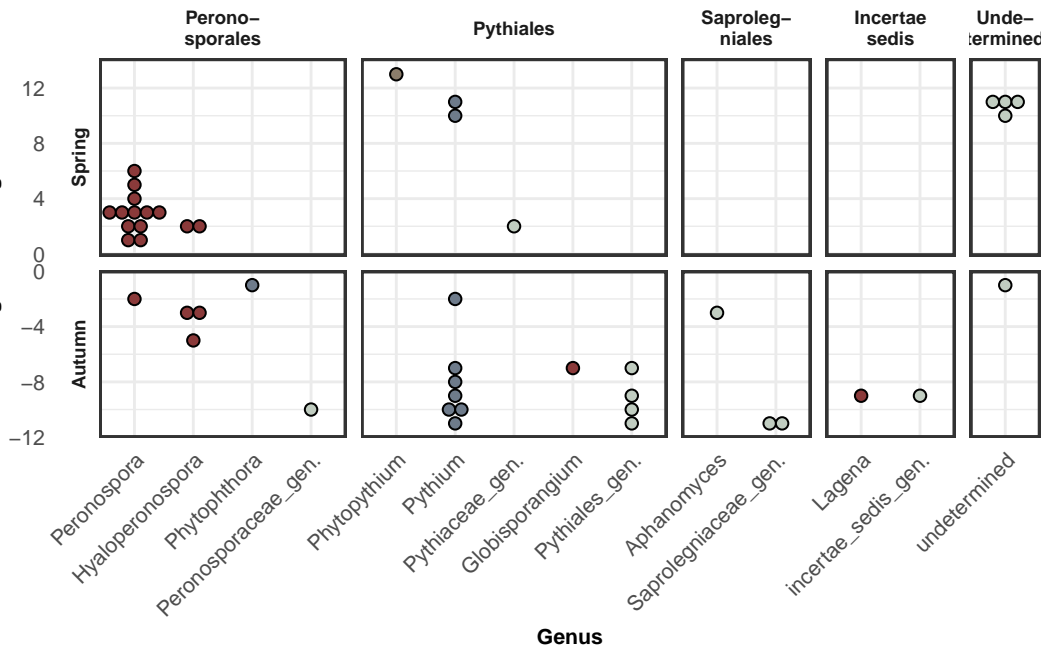 Perono−
sporales
Pythiales
Saproleg−
niales
Incertae
sedis
Unde−
termined
12
8
4
0
Spring
0
−4
−8
−12
Autumn
Peronospora
Hyaloperonospora
Phytophthora
Peronosporaceae_gen.
Phytopythium
Pythium
Pythiaceae_gen.
Globisporangium
Pythiales_gen.
Aphanomyces
Saprolegniaceae_gen.
Lagena
incertae_sedis_gen.
undetermined
Genus